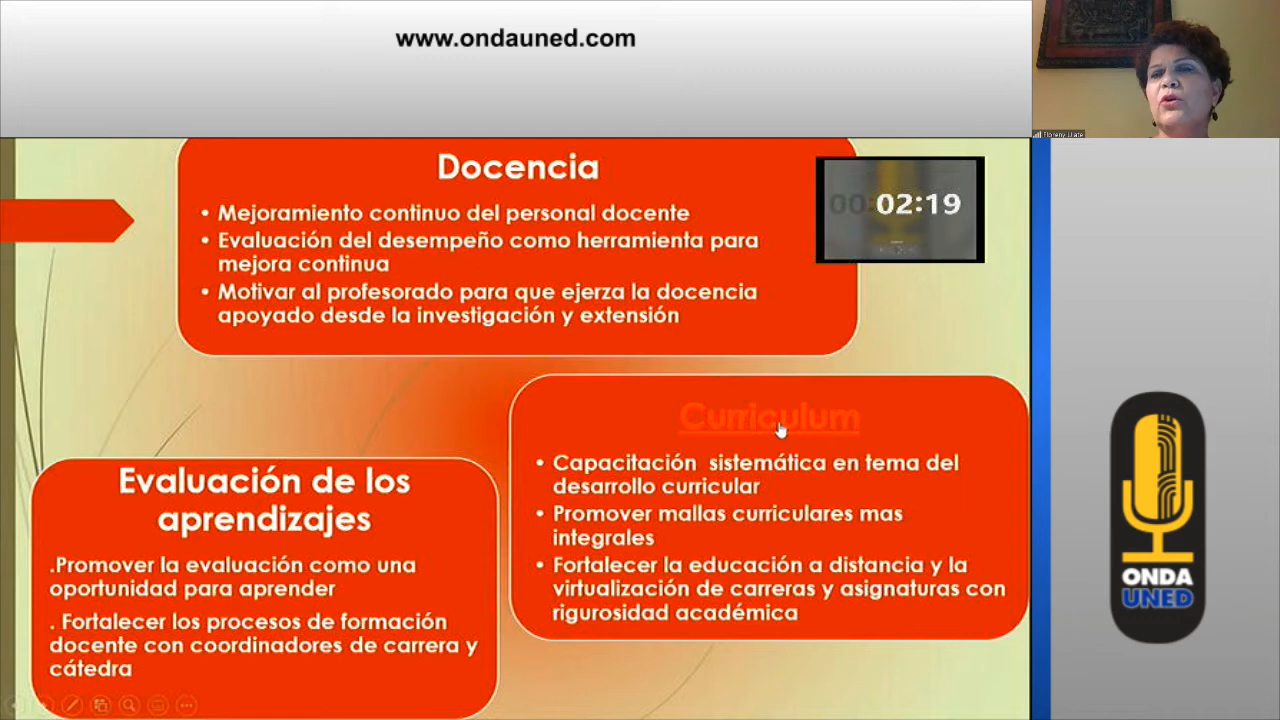 www.ondauned.com
Floreny Ulate
Docencia
• Mejoramiento continuo del personal docente
• Evaluación del desempeño como herramienta para
mejora continua
• Motivar al profesorado para que ejerza la docencia
apoyado desde la investigación y extensión
02:19
Curriculum
• Capacitación sistemática en tema del
desarrollo curricular
• Promover mallas curriculares mas
integrales
• Fortalecer la educación a distancia y la
virtualización de carreras y asignaturas con
rigurosidad académica
Evaluación de los
aprendizajes
.Promover la evaluación como una
oportunidad para aprender
. Fortalecer los procesos de formación
docente con coordinadores de carrera y
cátedra
ONDA
UNED